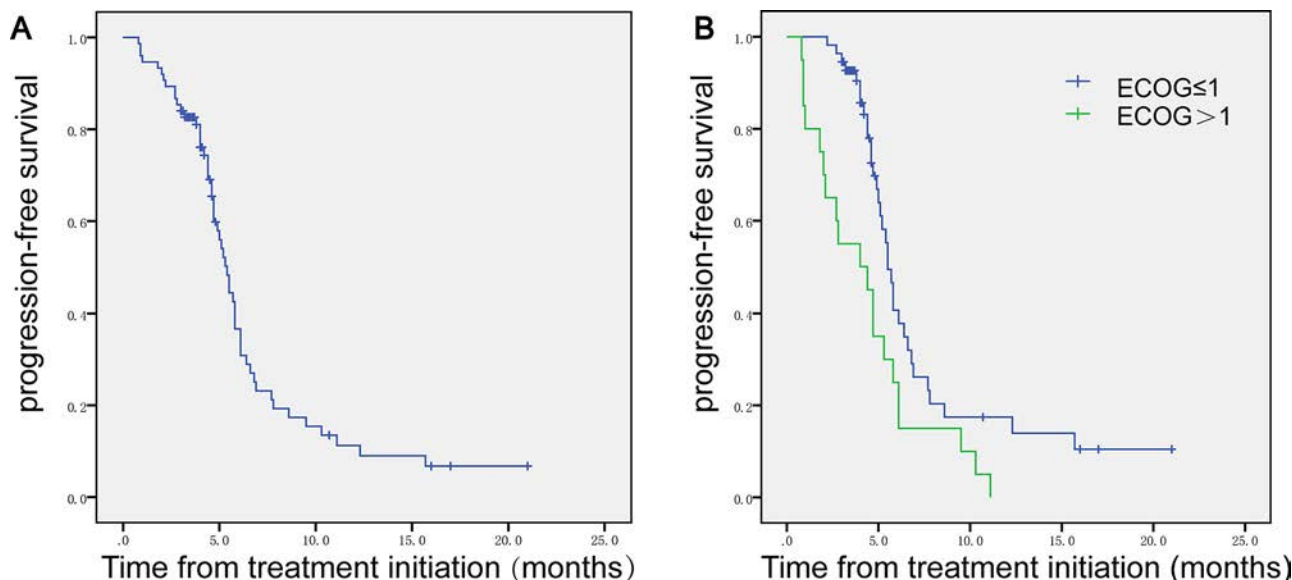 A
progression-free survival
1.0
0.8
0.6
0.4
0.2
0.0
.0 5.0 10.0 15.0 20.0 25.0
Time from treatment initiation（months）
B
progression-free survival
1.0
0.8
0.6
0.4
0.2
0.0
ECOG≤1
ECOG＞1
.0 5.0 10.0 15.0 20.0 25.0
Time from treatment initiation (months)